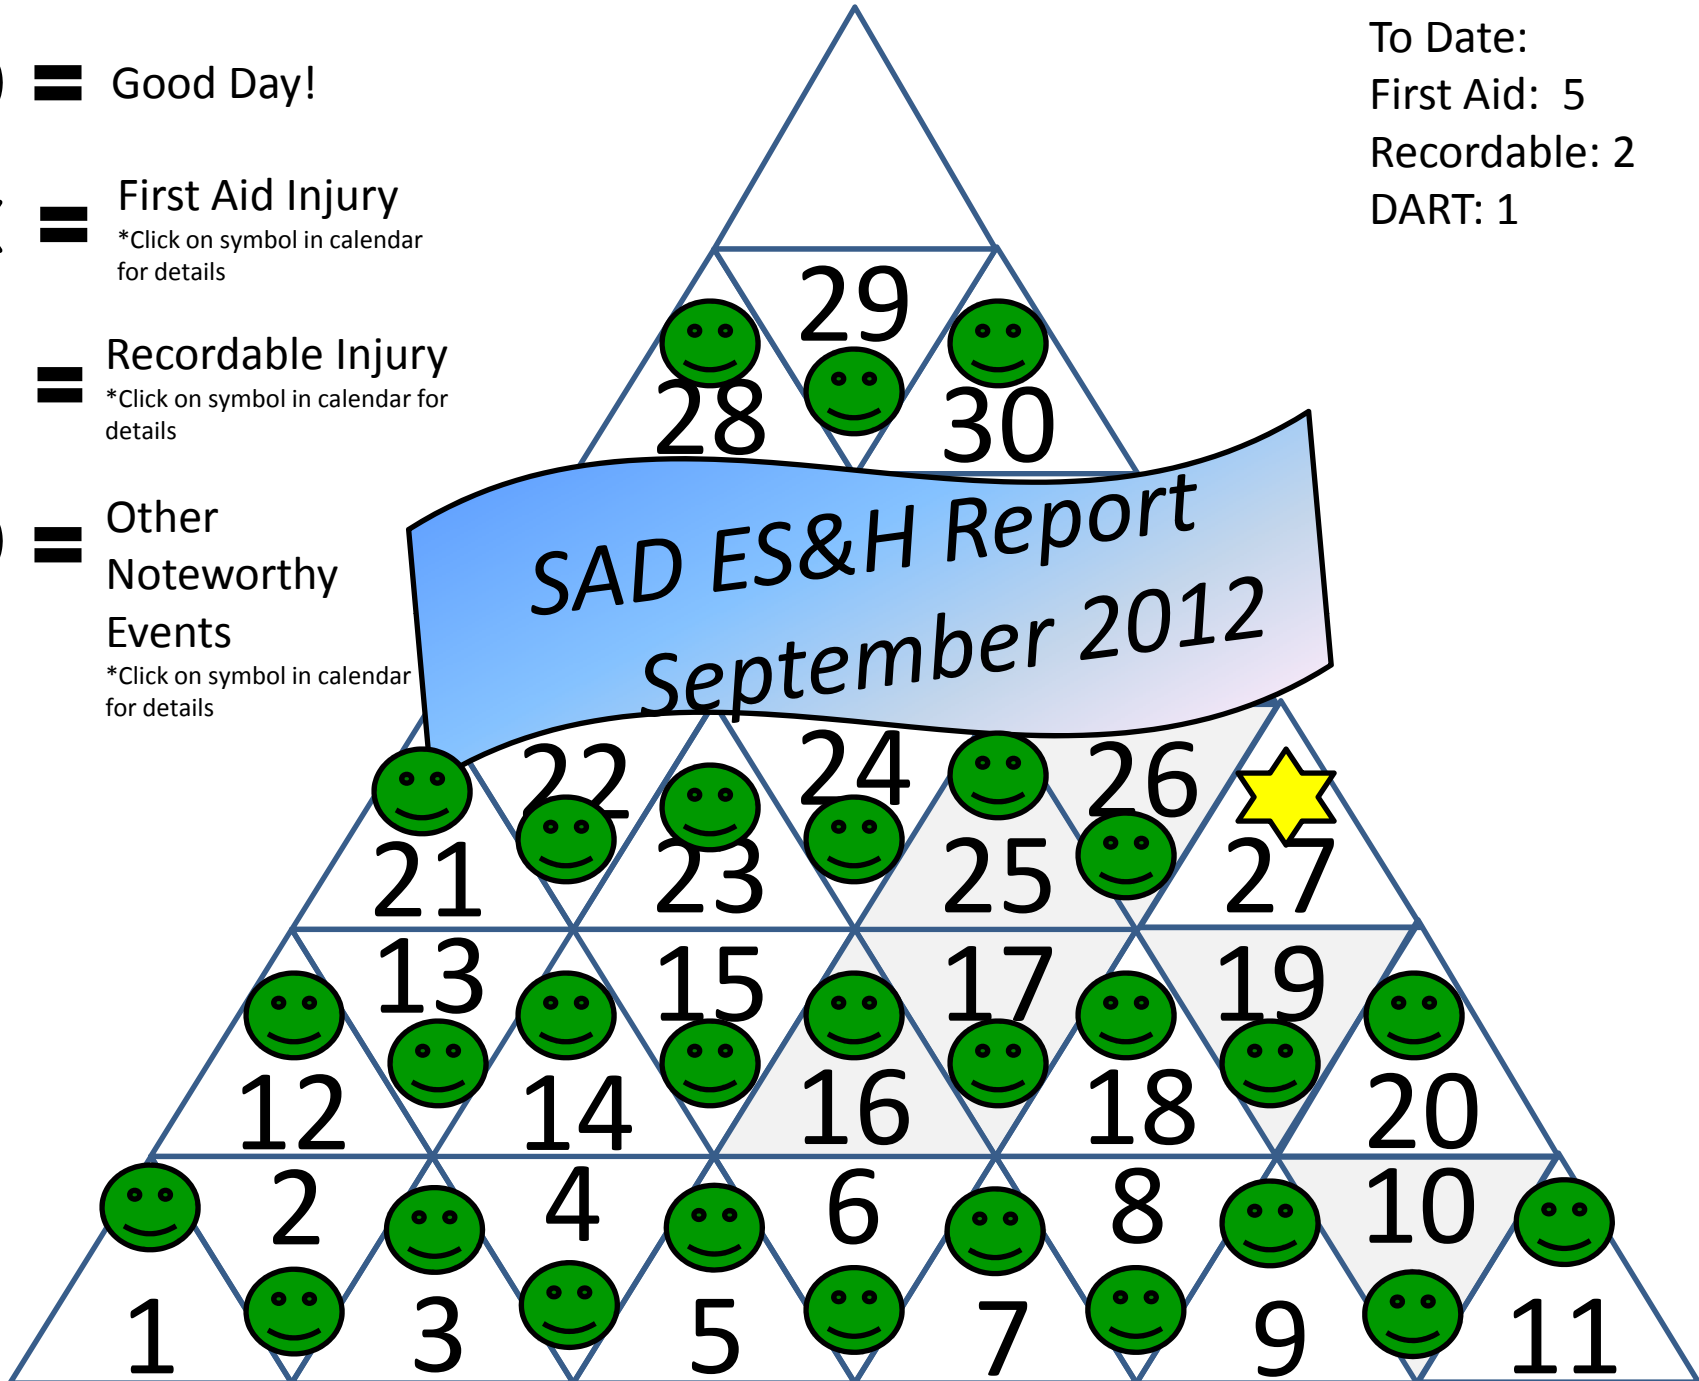 = Good Day!
= First Aid Injury
*Click on symbol in calendar
for details
= Recordable Injury
*Click on symbol in calendar for
details
= Other
Noteworthy
Events
*Click on symbol in calendar
for details
To Date:
First Aid: 5
Recordable: 2
DART: 1
29
28 30
SAD ES&H Report
September 2012
22 24 26
21 23 25 27
13 15 17 19
12 14 16 18 20
2 4 6 8 10
1 3 5 7 9 11